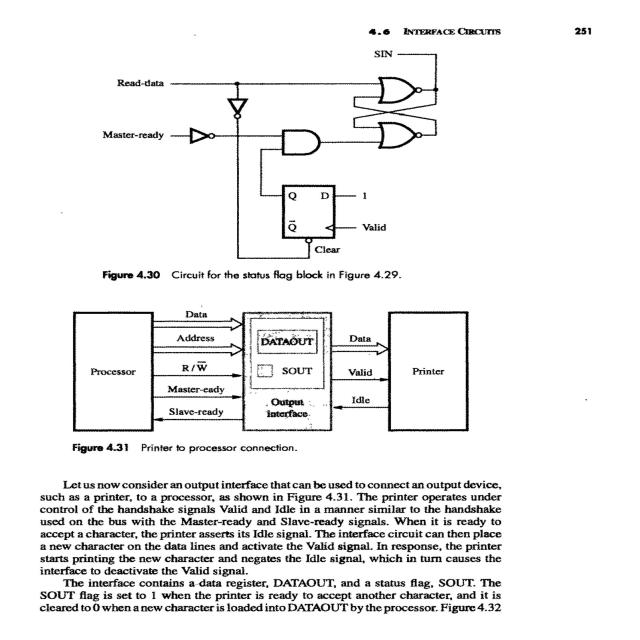 4.6 INTERFACE CIRCUITS 251
SIN
Read-data
Master-ready
Q D 1
Q̅ Valid
Clear
Figure 4.30 Circuit for the status flag block in Figure 4.29.
Data
Address
DATAOUT
Data
Processor
R / W̅
SOUT
Valid
Printer
Master-eady
Output
Idle
Slave-ready
interface
Figure 4.31 Printer to processor connection.
Let us now consider an output interface that can be used to connect an output device,
such as a printer, to a processor, as shown in Figure 4.31. The printer operates under
control of the handshake signals Valid and Idle in a manner similar to the handshake
used on the bus with the Master-ready and Slave-ready signals. When it is ready to
accept a character, the printer asserts its Idle signal. The interface circuit can then place
a new character on the data lines and activate the Valid signal. In response, the printer
starts printing the new character and negates the Idle signal, which in turn causes the
interface to deactivate the Valid signal.
The interface contains a data register, DATAOUT, and a status flag, SOUT. The
SOUT flag is set to 1 when the printer is ready to accept another character, and it is
cleared to 0 when a new character is loaded into DATAOUT by the processor. Figure 4.32